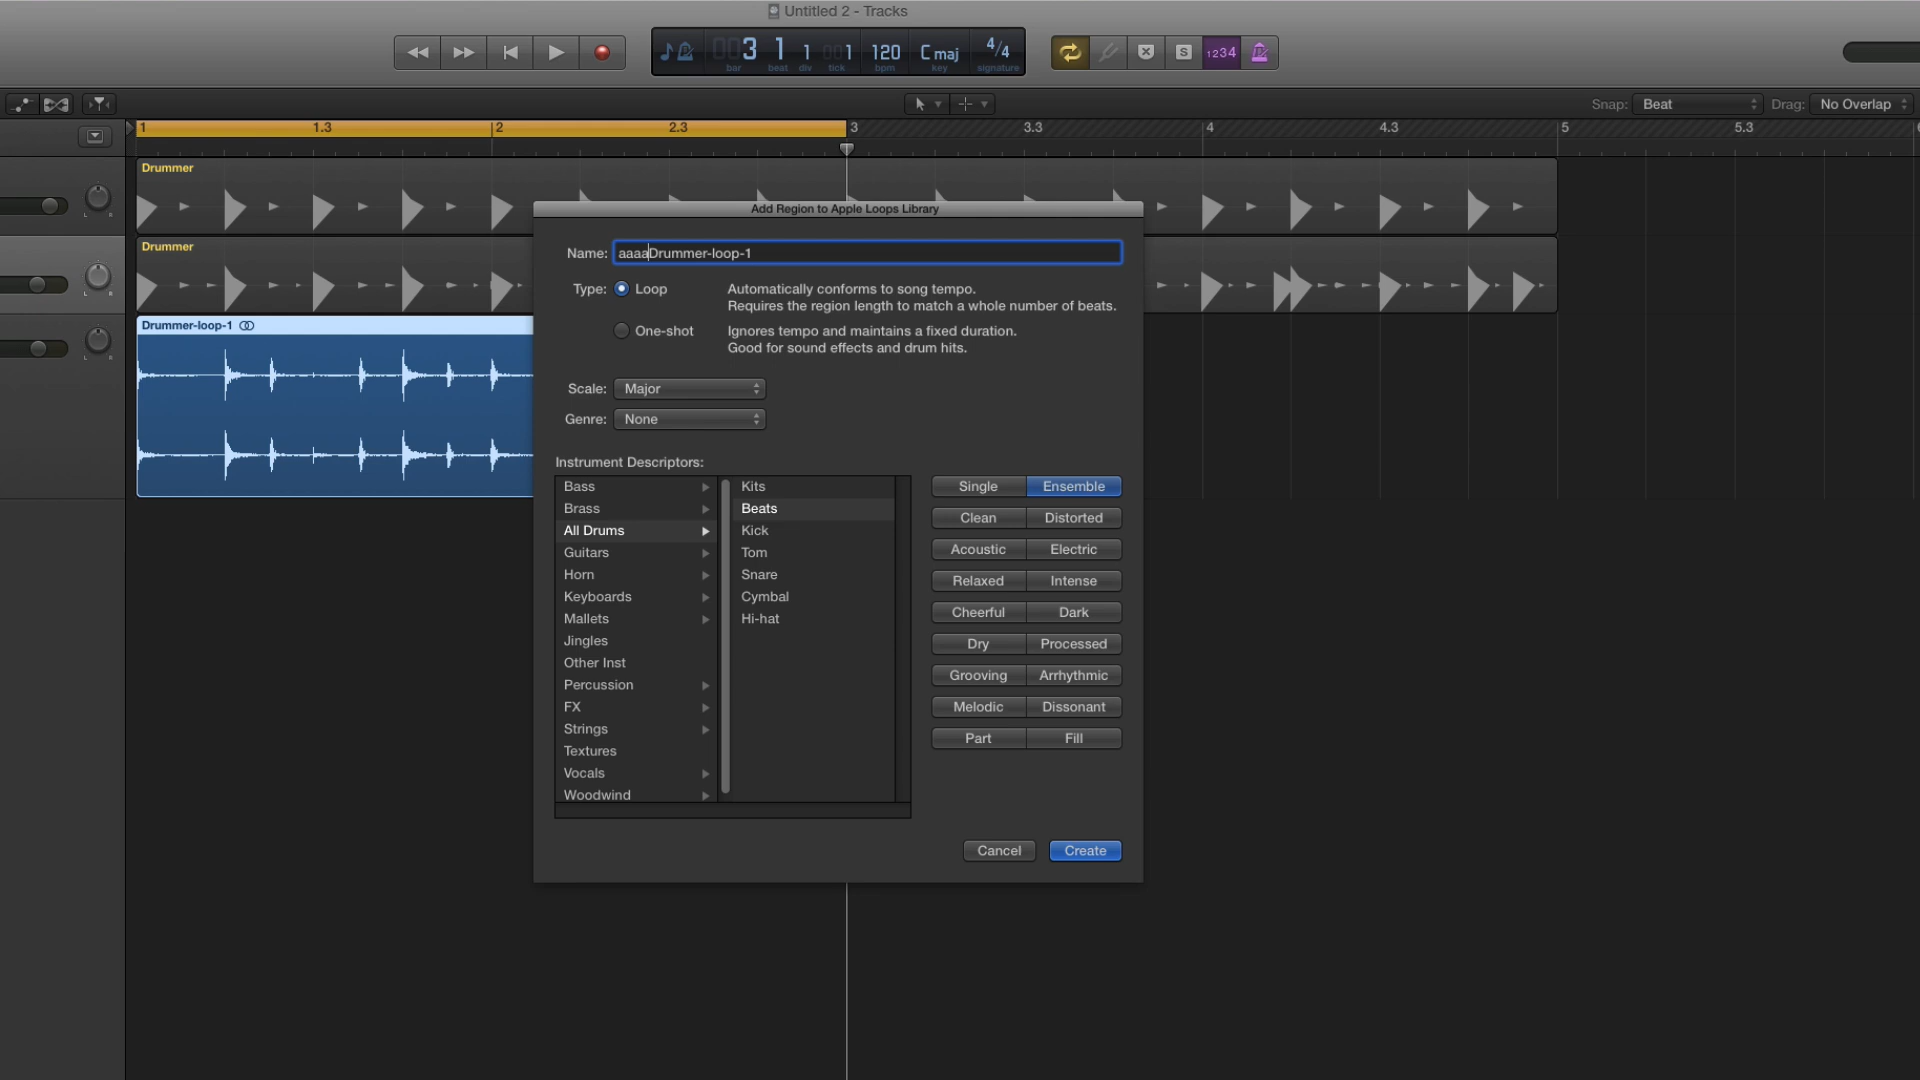 Untitled 2 - Tracks
003 1 1 001 120 C maj 4/4
bar beat div tick bpm key signature
S 1234
Snap: Beat Drag: No Overlap
1 1.3 2 2.3 3 3.3 4 4.3 5 5.3
Drummer
Drummer
Drummer-loop-1
L R
L R
L R
Add Region to Apple Loops Library
Name: aaaaDrummer-loop-1
Type: Loop Automatically conforms to song tempo.
Requires the region length to match a whole number of beats.
One-shot Ignores tempo and maintains a fixed duration.
Good for sound effects and drum hits.
Scale: Major
Genre: None
Instrument Descriptors:
Bass
Brass
All Drums
Guitars
Horn
Keyboards
Mallets
Jingles
Other Inst
Percussion
FX
Strings
Textures
Vocals
Woodwind
Kits
Beats
Kick
Tom
Snare
Cymbal
Hi-hat
Single Ensemble
Clean Distorted
Acoustic Electric
Relaxed Intense
Cheerful Dark
Dry Processed
Grooving Arrhythmic
Melodic Dissonant
Part Fill
Cancel Create